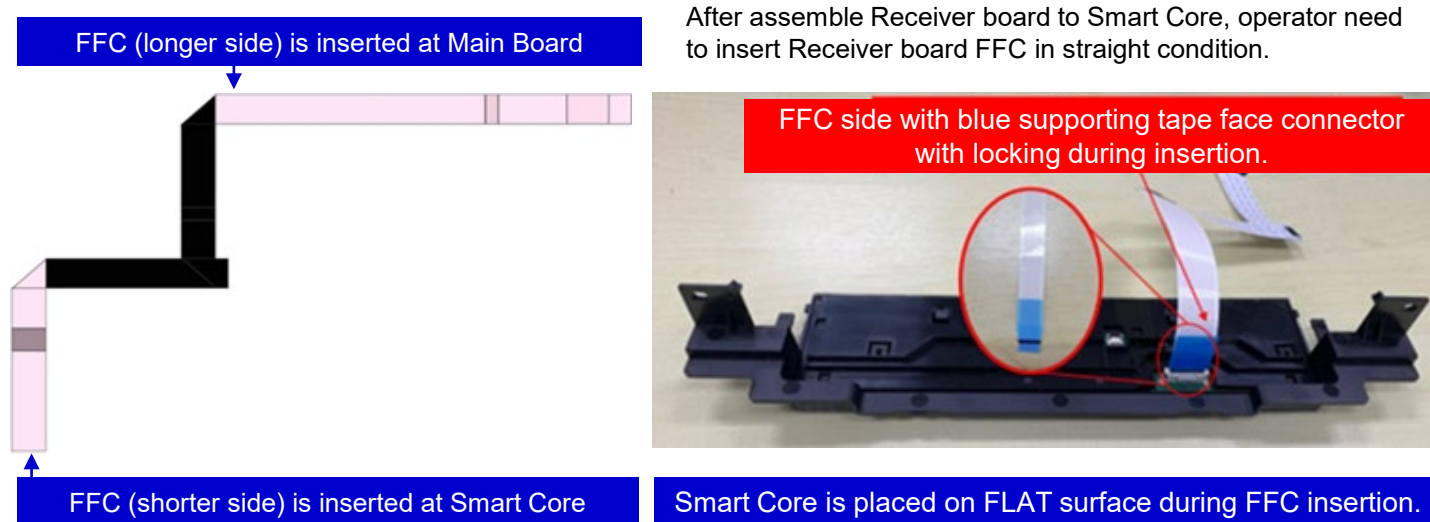 FFC (longer side) is inserted at Main Board
After assemble Receiver board to Smart Core, operator need
to insert Receiver board FFC in straight condition.
FFC side with blue supporting tape face connector
with locking during insertion.
FFC (shorter side) is inserted at Smart Core
Smart Core is placed on FLAT surface during FFC insertion.